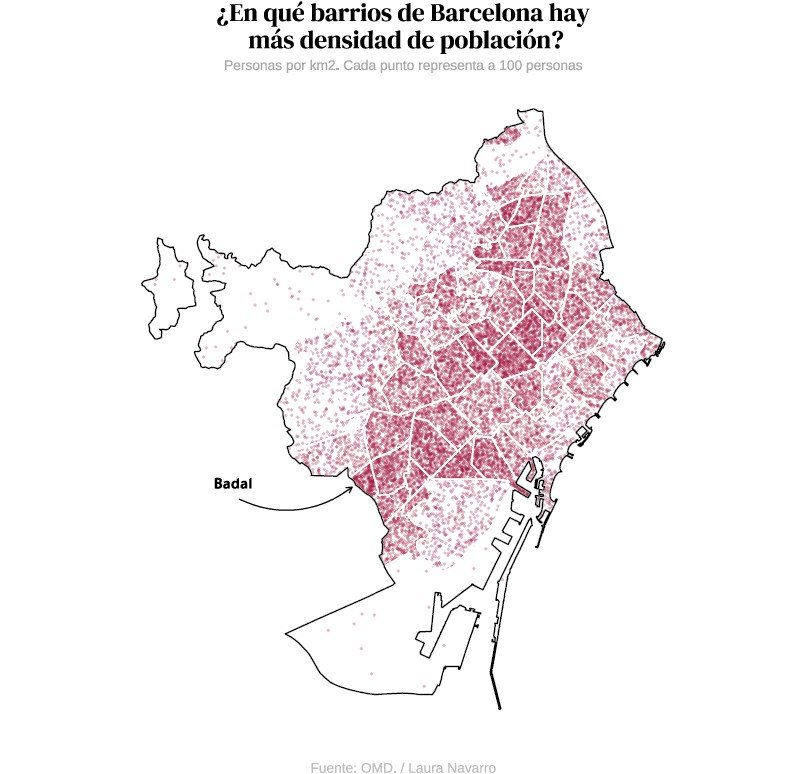 ¿En qué barrios de Barcelona hay
más densidad de población?
Personas por km2. Cada punto representa a 100 personas
Badal
Fuente: OMD. / Laura Navarro